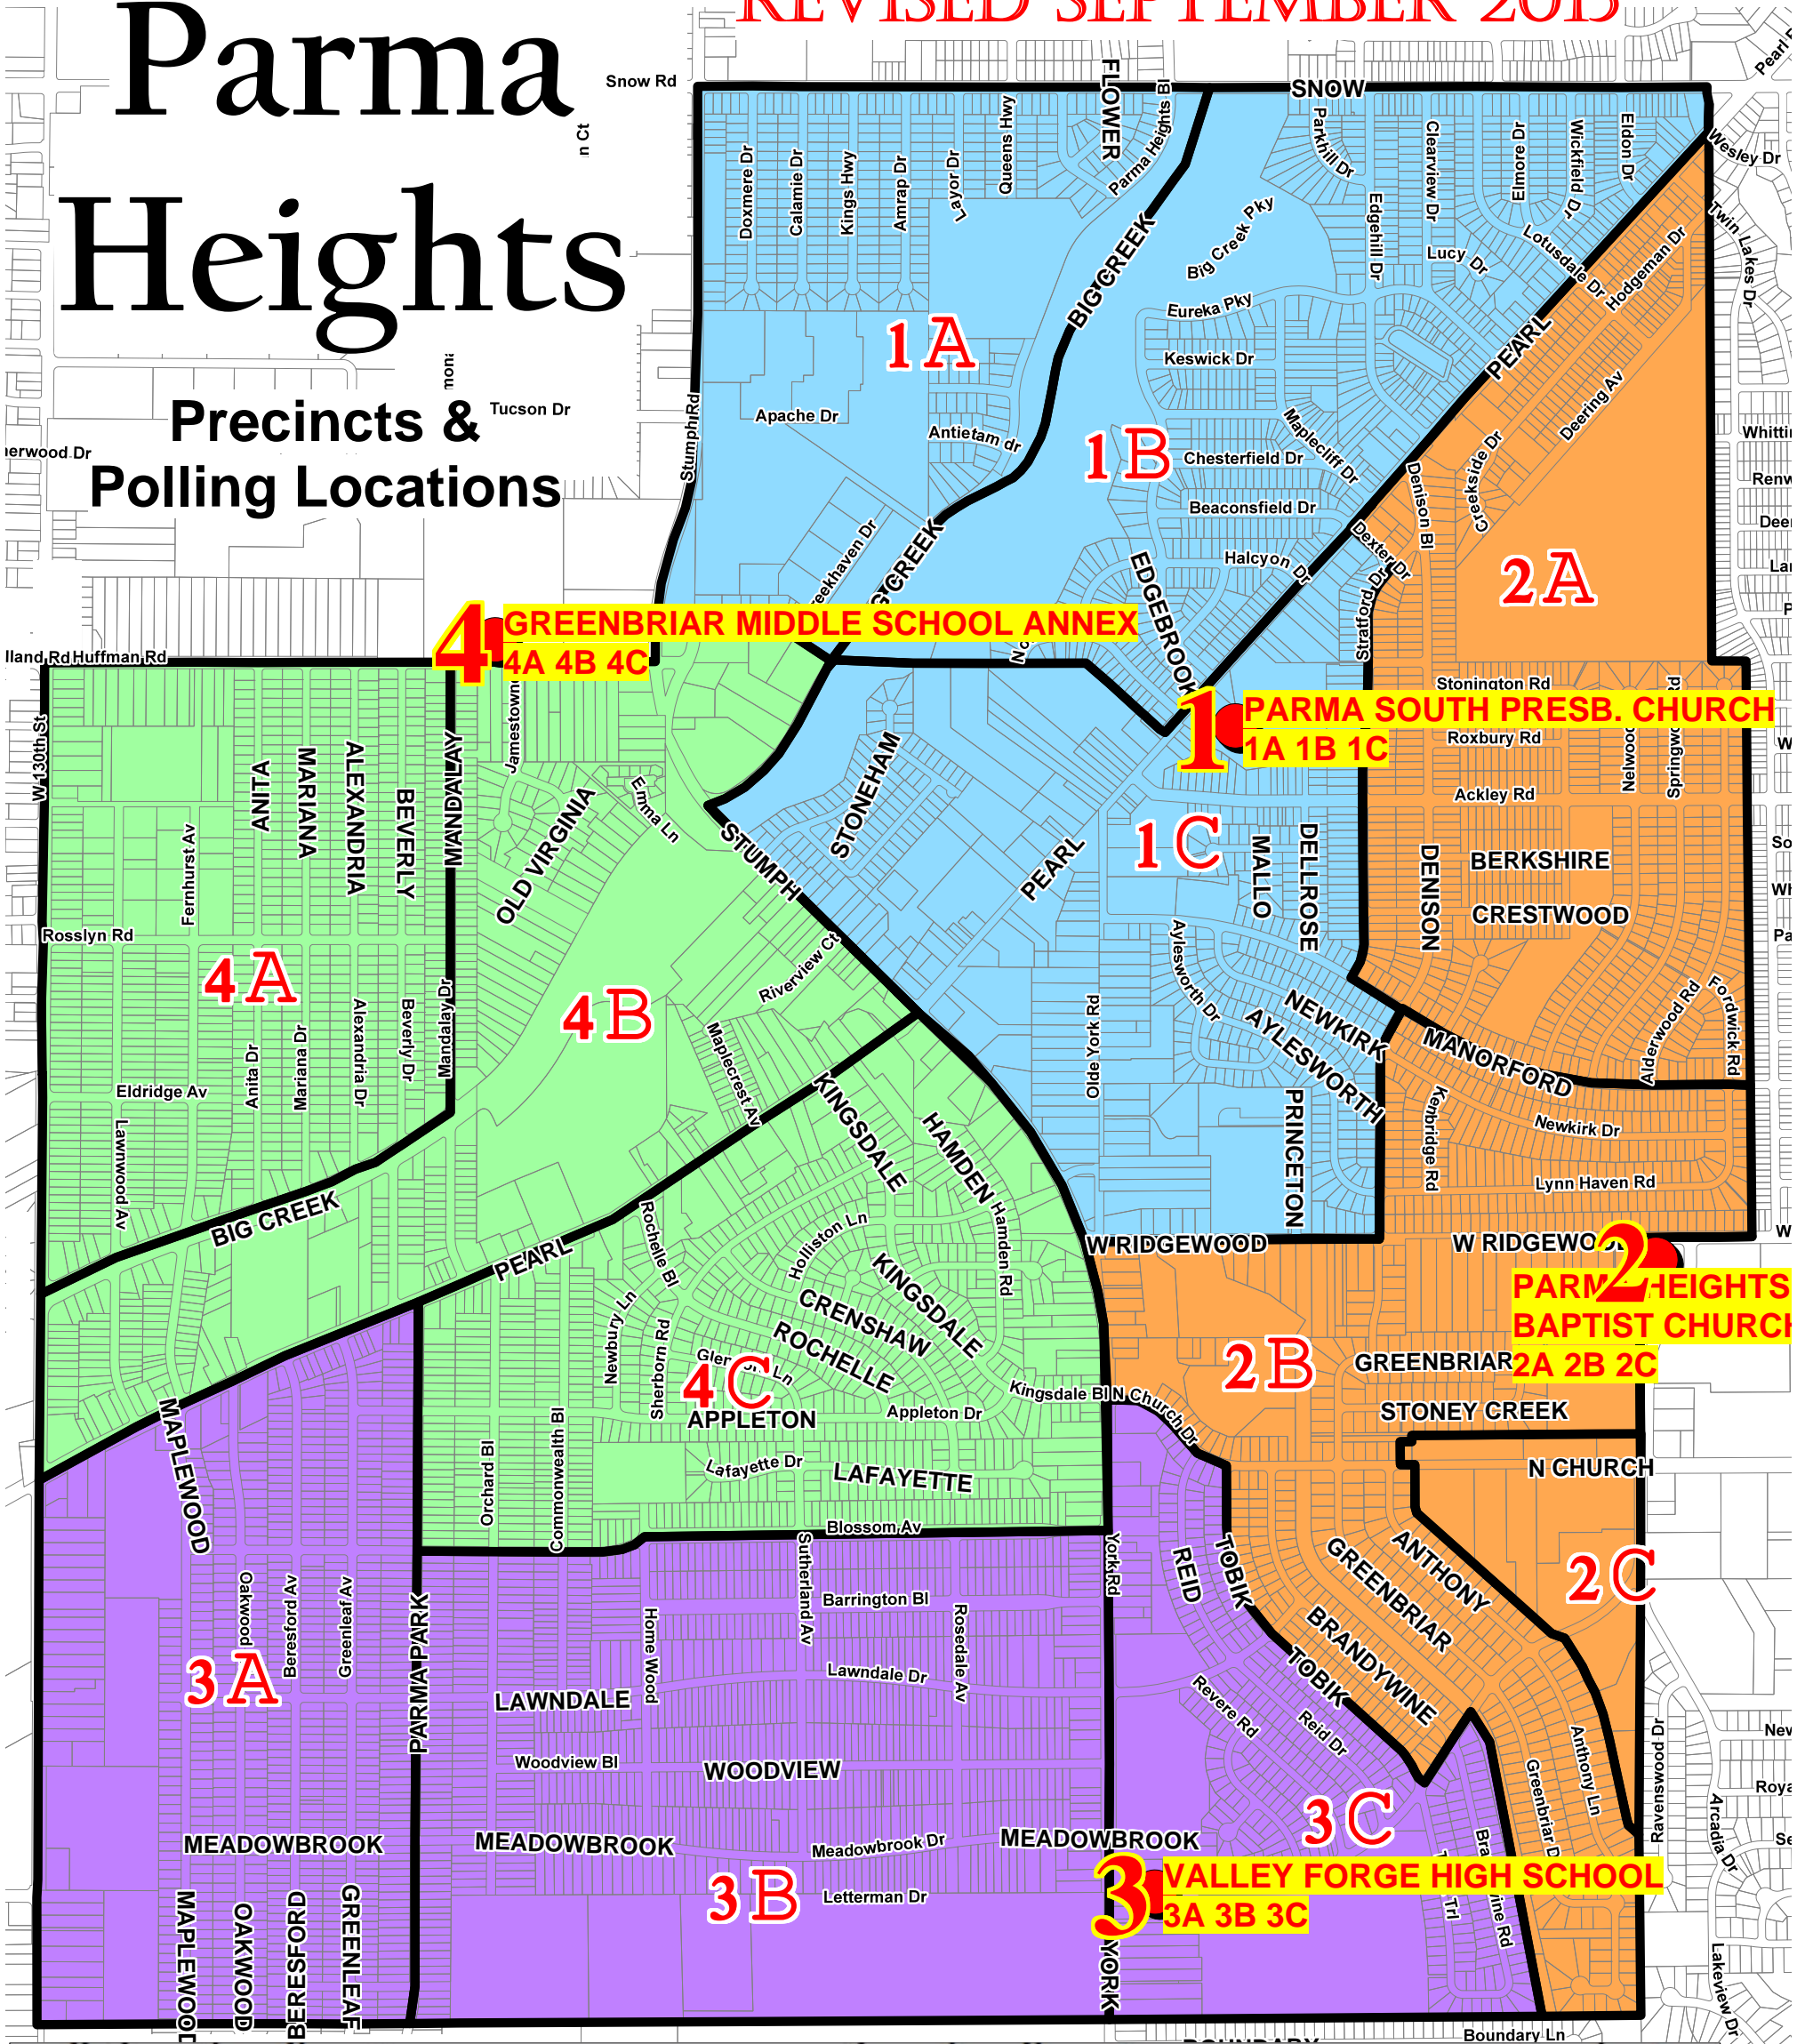 REVISED SEPTEMBER 2015
Parma
Heights
Precincts &
Polling Locations
Snow Rd
SNOW
FLOWER
Parma Heights Bl
Doxmere Dr
Calamie Dr
Kings Hwy
Amrap Dr
Layor Dr
Queens Hwy
Parkhill Dr
Clearview Dr
Elmore Dr
Wickfield Dr
Eldon Dr
Wesley Dr
Edgehill Dr
Lucy Dr
Lotusdale Dr
Hodgeman Dr
Twin Lakes Dr
BIG CREEK
Big Creek Pky
Eureka Pky
Keswick Dr
PEARL
1A
Apache Dr
Antietam dr
Tucson Dr
Stumph Rd
1B
Chesterfield Dr
Maplecliff Dr
Beaconsfield Dr
Halcyon Dr
Deering Av
Creekside Dr
Denison Bl
Dexter Dr
Stratford Dr
2A
EDGEBROOK
Huffman Rd
4
GREENBRIAR MIDDLE SCHOOL ANNEX
4A 4B 4C
1
PARMA SOUTH PRESB. CHURCH
1A 1B 1C
Stonington Rd
Roxbury Rd
Ackley Rd
BERKSHIRE
CRESTWOOD
DENISON
Alderwood Rd
Fordwick Rd
W 130th St
ANITA
MARIANA
ALEXANDRIA
BEVERLY
MANDALAY
Fernhurst Av
Rosslyn Rd
4A
Anita Dr
Mariana Dr
Alexandria Dr
Beverly Dr
Mandalay Dr
Eldridge Av
Lawnwood Av
OLD VIRGINIA
Emma Ln
STUMPH
STONEHAM
PEARL
1C
MALLO
DELLROSE
Riverview Ct
4B
Maplecrest Av
Olde York Rd
Aylesworth Dr
NEWKIRK
AYLESWORTH
PRINCETON
MANORFORD
Kenbridge Rd
Newkirk Dr
Lynn Haven Rd
BIG CREEK
PEARL
KINGSDALE
HAMDEN
Hamden Rd
Rochelle Bl
Holliston Ln
KINGSDALE
CRENSHAW
ROCHELLE
Newbury Ln
Sherborn Rd
4C
APPLETON
Appleton Dr
Kingsdale Bl
N Church Dr
Orchard Bl
Commonwealth Bl
Lafayette Dr
LAFAYETTE
Blossom Av
W RIDGEWOOD
2
PARMA HEIGHTS
2A 2B 2C
2B
GREENBRIAR
STONEY CREEK
N CHURCH
ANTHONY
GREENBRIAR
BRANDYWINE
2C
TOBIK
TOBIK
REID
York Rd
Revere Rd
Reid Dr
3C
Anthony Ln
Ravenswood Dr
Arcadia Dr
MAPLEWOOD
Oakwood
Beresford Av
Greenleaf Av
3A
PARMA PARK
Sutherland Av
Barrington Bl
Home Wood
Rosedale Av
Lawndale Dr
LAWNDALE
Woodview Bl
WOODVIEW
MEADOWBROOK
MEADOWBROOK
Meadowbrook Dr
MEADOWBROOK
3B
Letterman Dr
3
VALLEY FORGE HIGH SCHOOL
3A 3B 3C
MAPLEWOOD
OAKWOOD
BERESFORD
GREENLEAF
YORK
Lakeview Dr
Boundary Ln